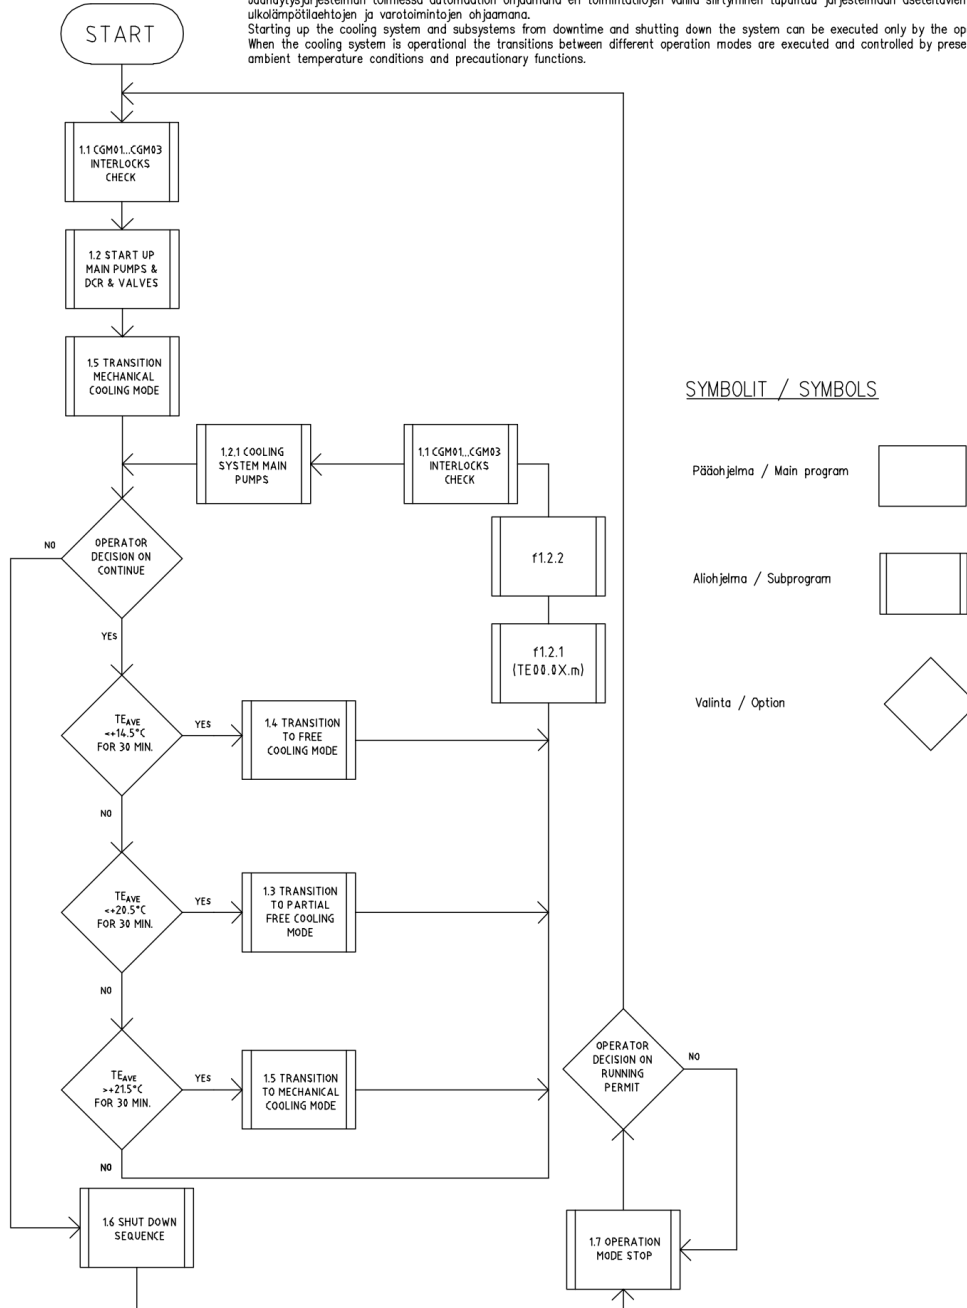 ulkolämpötilaehtojen ja varotoimintojen ohjaamana.
Starting up the cooling system and subsystems from downtime and shutting down the system can be executed only by the op
When the cooling system is operational the transitions between different operation modes are executed and controlled by prese
ambient temperature conditions and precautionary functions.
START
1.1 CGM01...CGM03
INTERLOCKS
CHECK
1.2 START UP
MAIN PUMPS &
DCR & VALVES
1.5 TRANSITION
MECHANICAL
COOLING MODE
1.2.1 COOLING
SYSTEM MAIN
PUMPS
1.1 CGM01...CGM03
INTERLOCKS
CHECK
f1.2.2
f1.2.1
(TE00.0X.m)
NO
OPERATOR
DECISION ON
CONTINUE
YES
TEAVE
<+14.5°C
FOR 30 MIN.
YES
1.4 TRANSITION
TO FREE
COOLING MODE
NO
TEAVE
<+20.5°C
FOR 30 MIN.
YES
1.3 TRANSITION
TO PARTIAL
FREE COOLING
MODE
NO
TEAVE
>+21.5°C
FOR 30 MIN.
YES
1.5 TRANSITION
TO MECHANICAL
COOLING MODE
NO
1.6 SHUT DOWN
SEQUENCE
OPERATOR
DECISION ON
RUNNING
PERMIT
NO
1.7 OPERATION
MODE STOP
SYMBOLIT / SYMBOLS
Pääohjelma / Main program
Aliohjelma / Subprogram
Valinta / Option